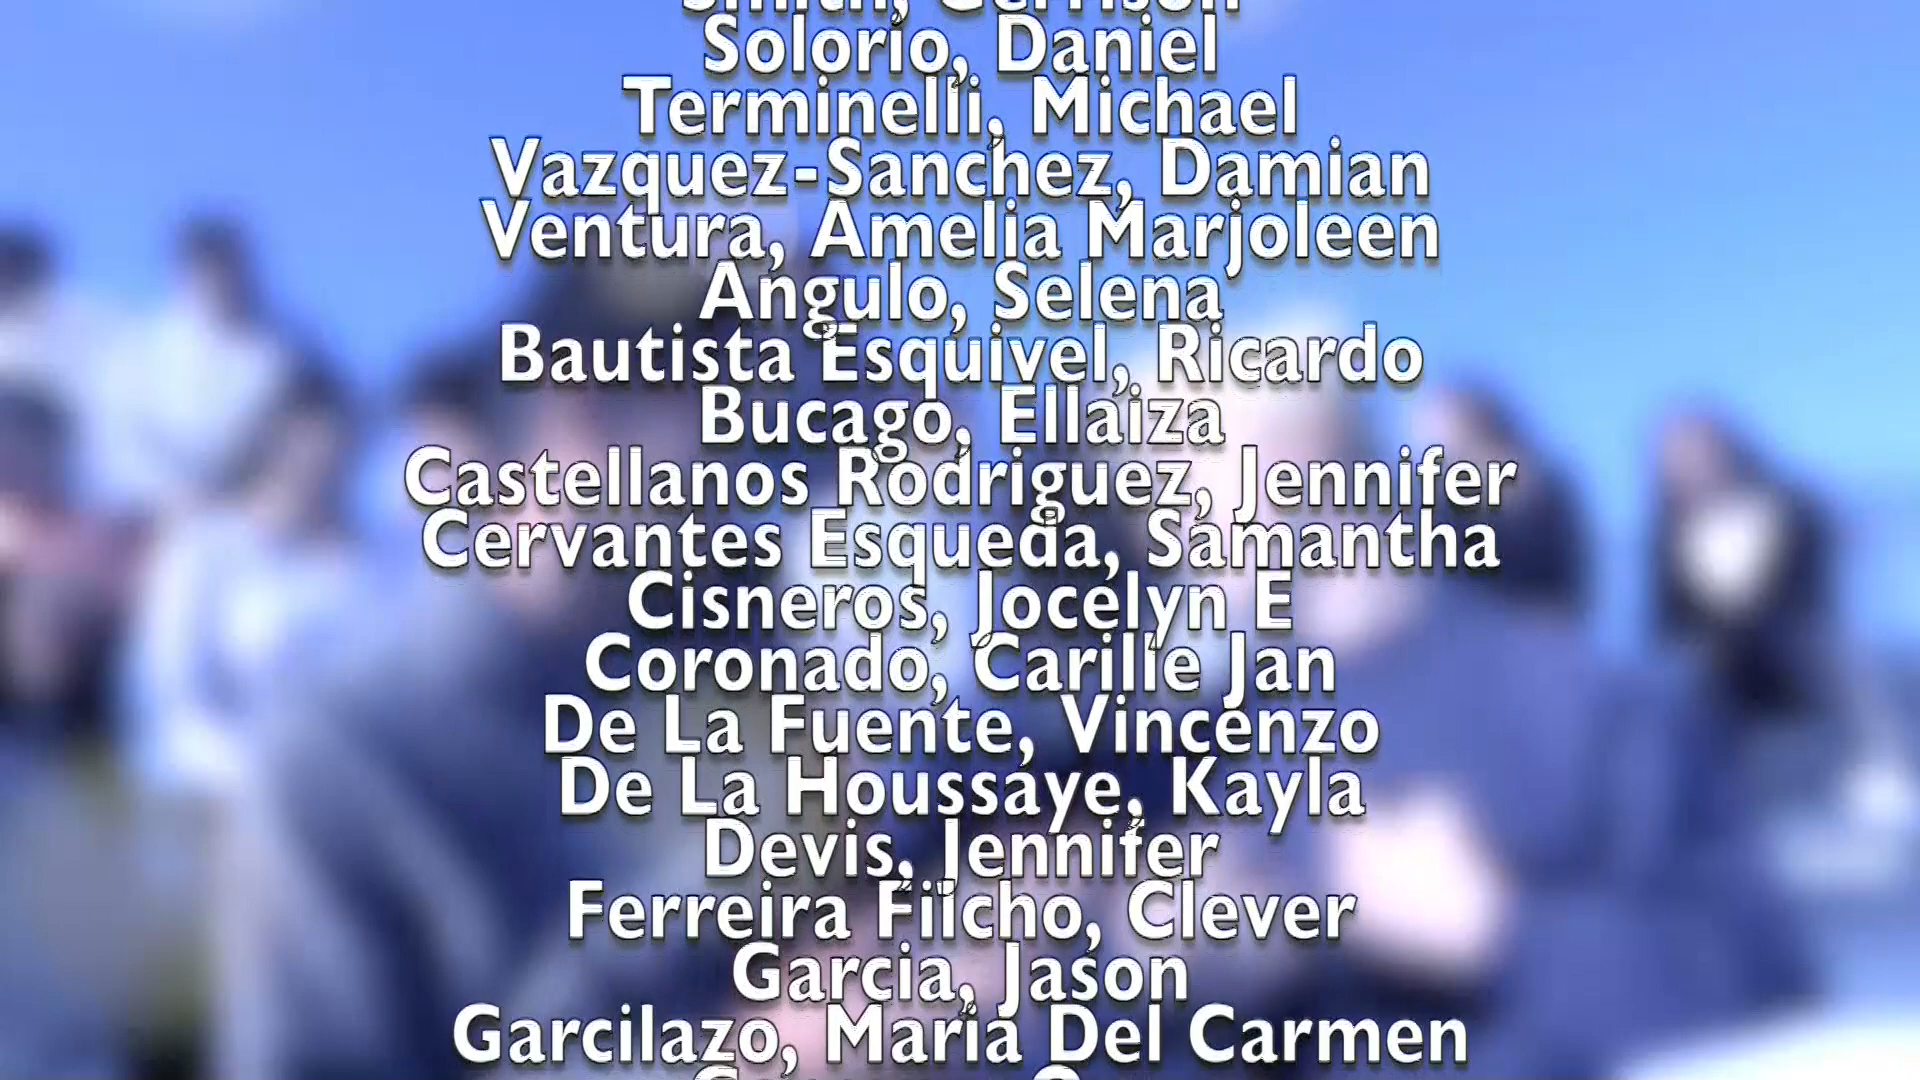 Smith, Gerrison
Solorio, Daniel
Terminelli, Michael
Vazquez-Sanchez, Damian
Ventura, Amelia Marjoleen
Angulo, Selena
Bautista Esquivel, Ricardo
Bucago, Ellaiza
Castellanos Rodriguez, Jennifer
Cervantes Esqueda, Samantha
Cisneros, Jocelyn E
Coronado, Carille Jan
De La Fuente, Vincenzo
De La Houssaye, Kayla
Devis, Jennifer
Ferreira Filcho, Clever
Garcia, Jason
Garcilazo, Maria Del Carmen